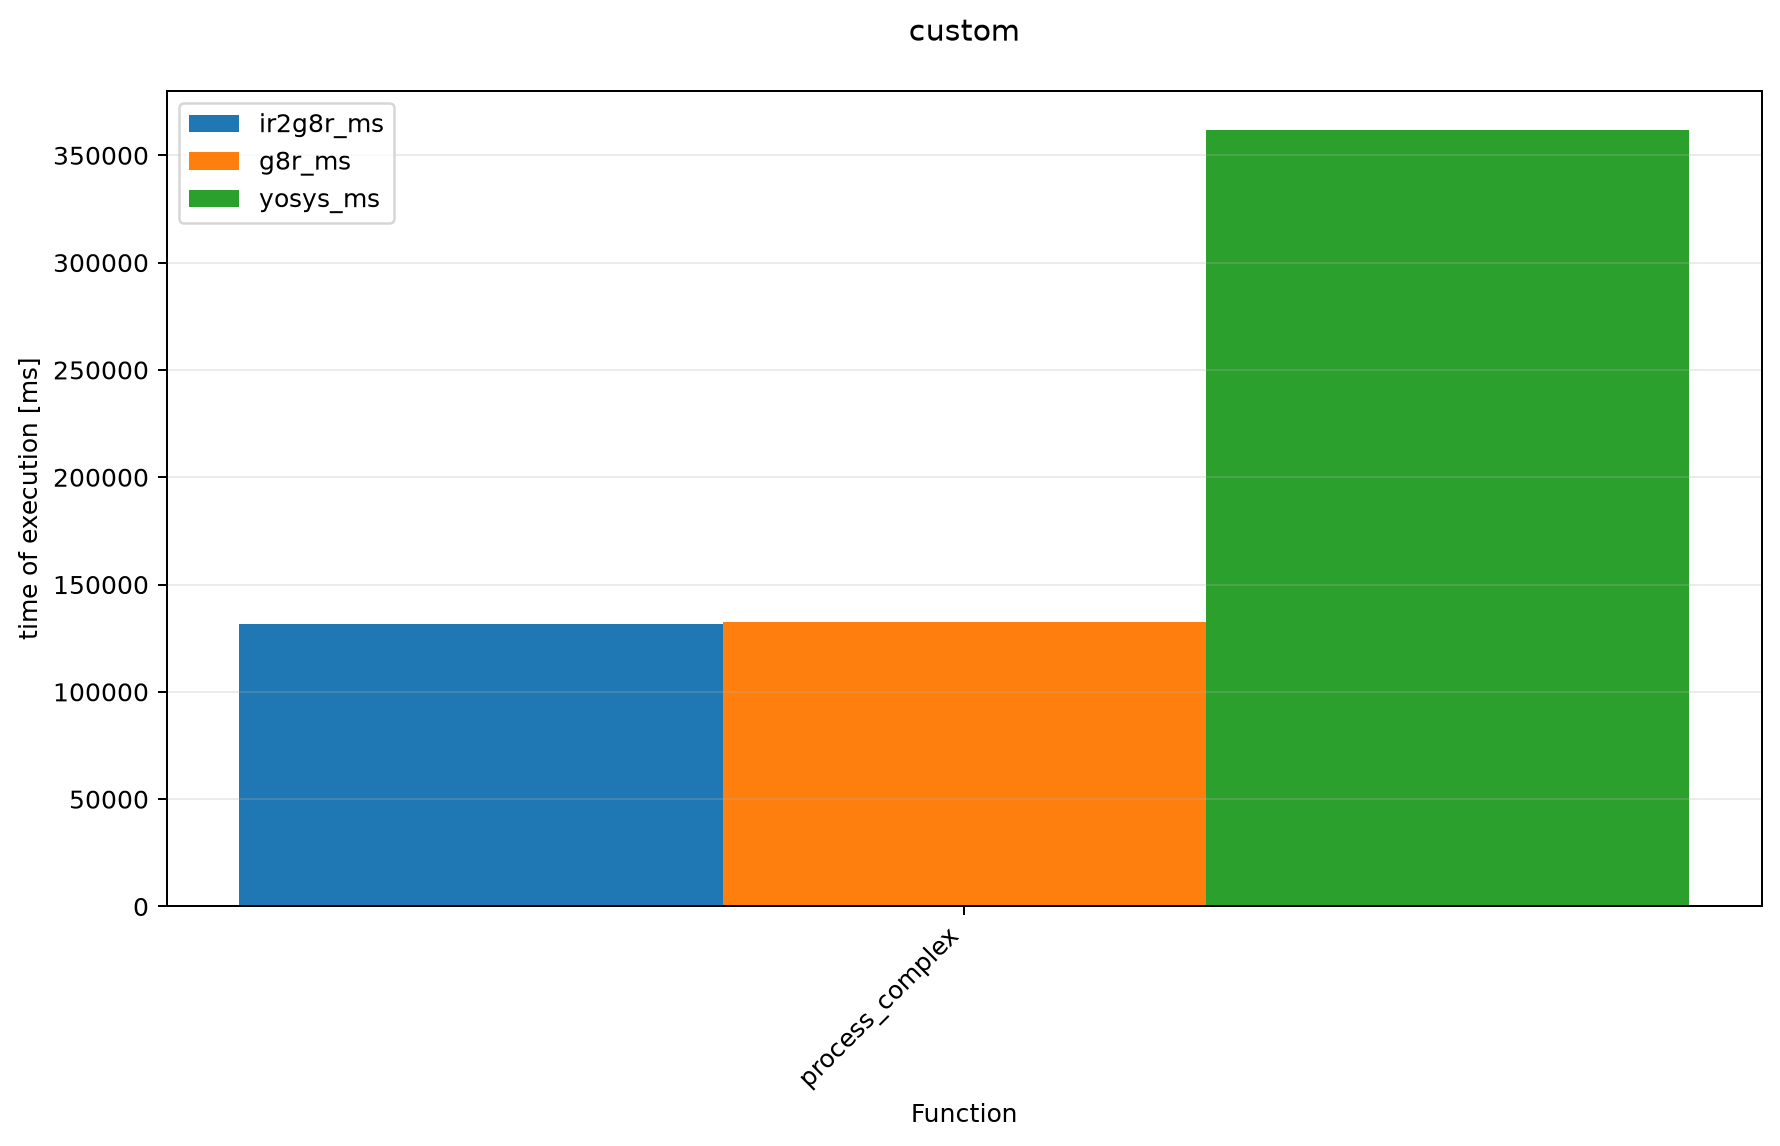 custom
ir2g8r_ms
g8r_ms
yosys_ms
time of execution [ms]
350000
300000
250000
200000
150000
100000
50000
0
process_complex
Function